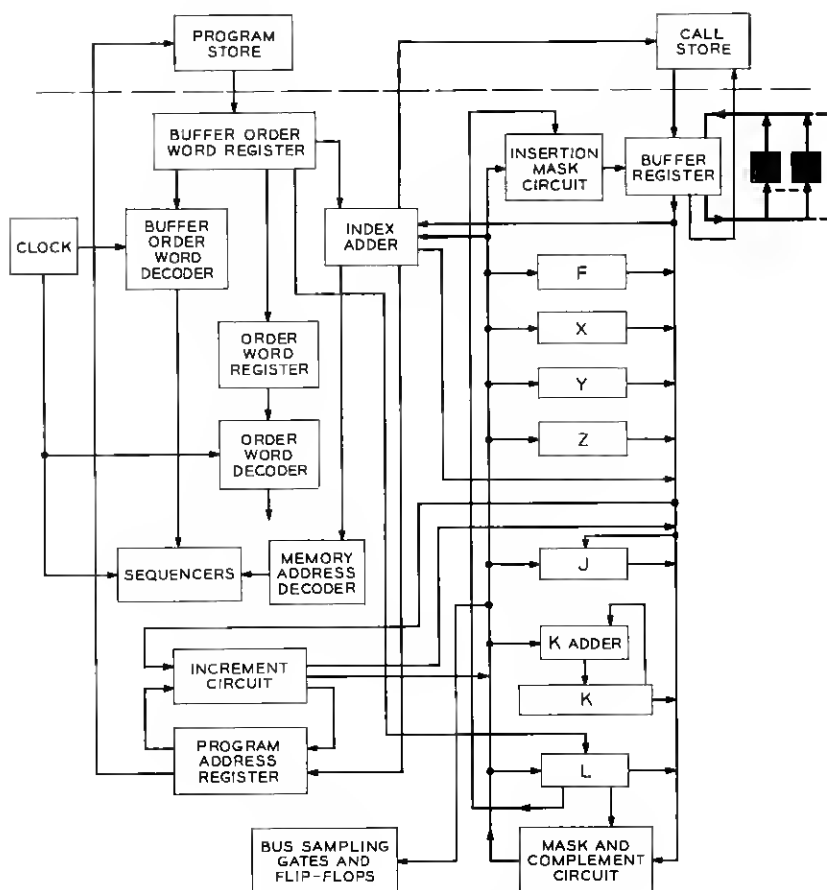 PROGRAM
STORE
CALL
STORE
BUFFER ORDER
WORD REGISTER
INSERTION
MASK
CIRCUIT
BUFFER
REGISTER
CLOCK
BUFFER
ORDER
WORD
DECODER
INDEX
ADDER
F
X
Y
Z
ORDER
WORD
REGISTER
ORDER
WORD
DECODER
SEQUENCERS
MEMORY
ADDRESS
DECODER
J
K ADDER
K
INCREMENT
CIRCUIT
PROGRAM
ADDRESS
REGISTER
L
BUS SAMPLING
GATES AND
FLIP-FLOPS
MASK AND
COMPLEMENT
CIRCUIT